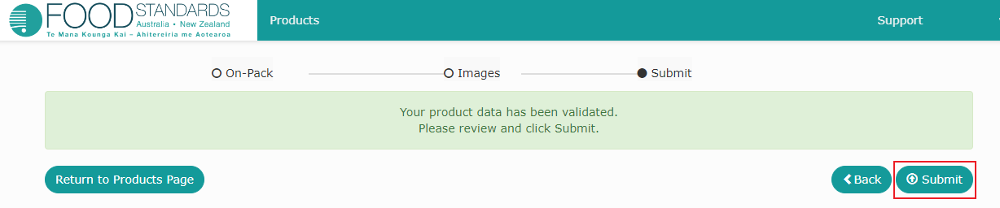 FOOD STANDARDS
Australia • New Zealand
Te Mana Kounga Kai – Ahitereiria me Aotearoa
Products
Support
On-Pack
Images
Submit
Your product data has been validated.
Please review and click Submit.
Return to Products Page
Back
Submit